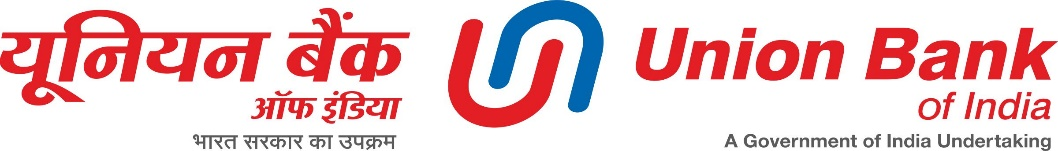 यूनियन बैंक
ऑफ इंडिया
भारत सरकार का उपक्रम
Union Bank
of India
A Government of India Undertaking